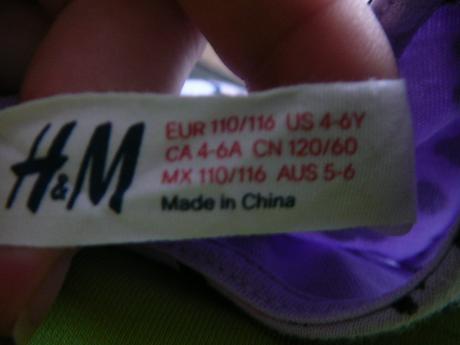 H&M
EUR 110/116 US 4-6Y
CA 4-6A CN 120/60
MX 110/116 AUS 5-6
Made in China